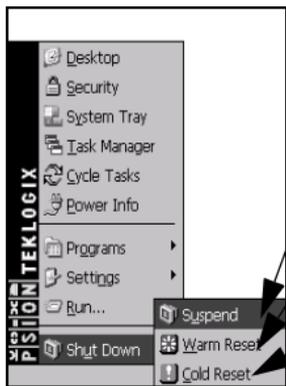 Desktop
Security
System Tray
Task Manager
Cycle Tasks
Power Info
Programs
Settings
Run...
Shut Down
Suspend
Warm Reset
Cold Reset
PSION TEKLOGIX